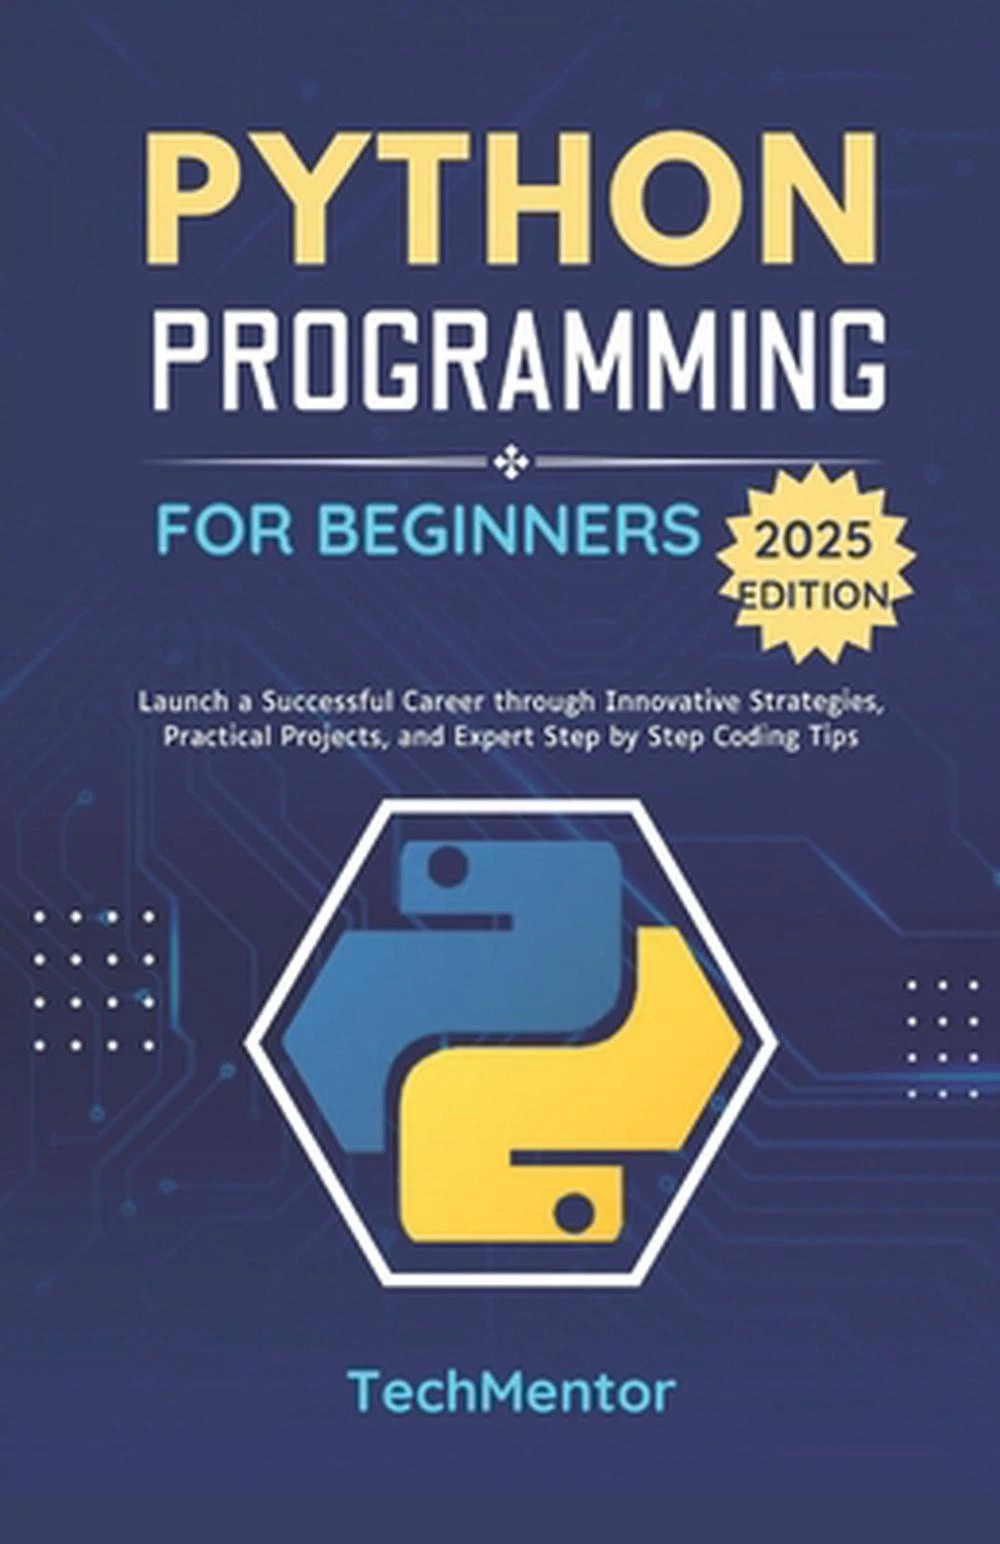 PYTHON
PROGRAMMING
FOR BEGINNERS
2025
EDITION
Launch a Successful Career through Innovative Strategies,
Practical Projects, and Expert Step by Step Coding Tips
TechMentor